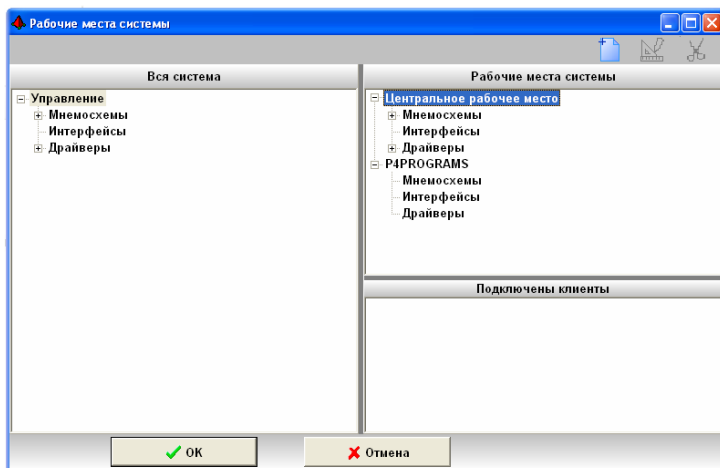 Рабочие места системы
Вся система
Управление
Мнемосхемы
Интерфейсы
Драйверы
Рабочие места системы
Центральное рабочее место
Мнемосхемы
Интерфейсы
Драйверы
P4PROGRAMS
Мнемосхемы
Интерфейсы
Драйверы
Подключены клиенты
OK
Отмена